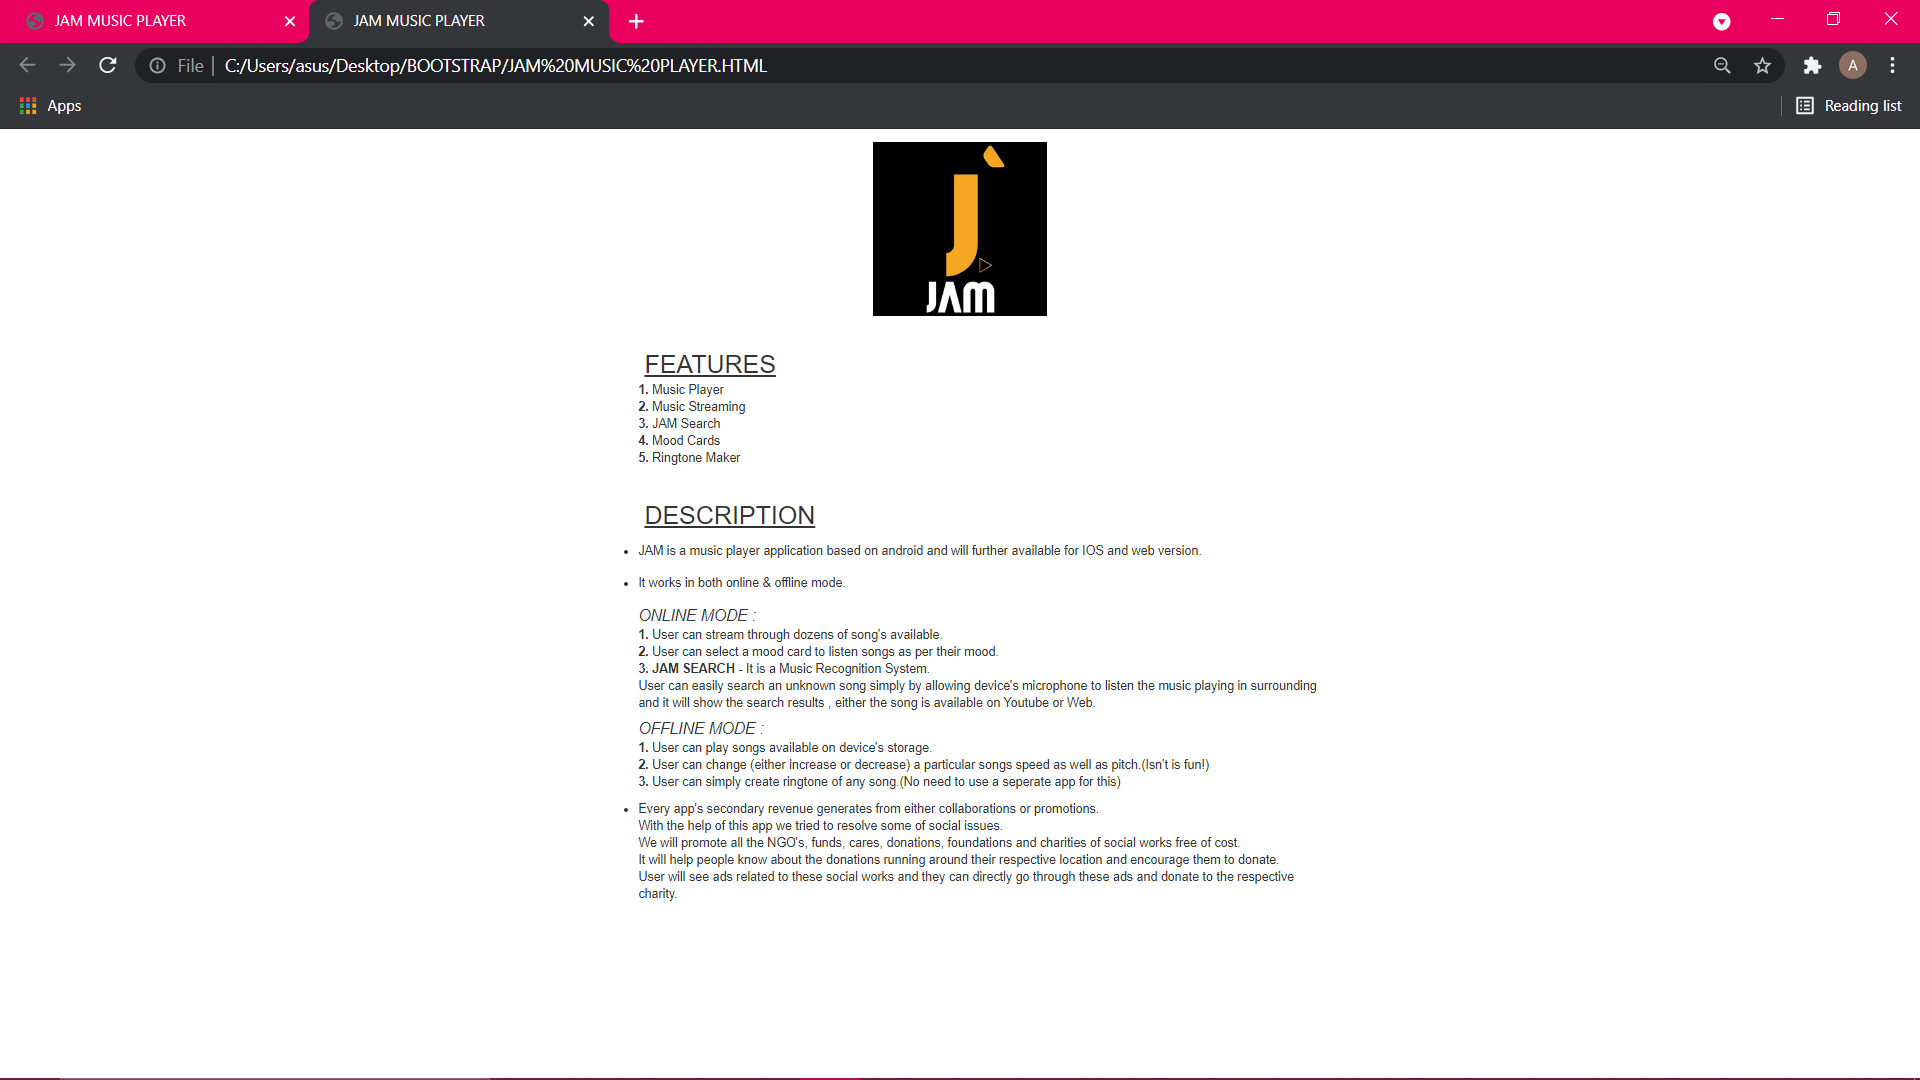 JAM MUSIC PLAYER
JAM MUSIC PLAYER
File
C:/Users/asus/Desktop/BOOTSTRAP/JAM%20MUSIC%20PLAYER.HTML
A
Apps
Reading list
J
JAM
FEATURES
1. Music Player
2. Music Streaming
3. JAM Search
4. Mood Cards
5. Ringtone Maker
DESCRIPTION
• JAM is a music player application based on android and will further available for IOS and web version.
• It works in both online & offline mode.
ONLINE MODE :
1. User can stream through dozens of song's available.
2. User can select a mood card to listen songs as per their mood.
3. JAM SEARCH - It is a Music Recognition System.
User can easily search an unknown song simply by allowing device's microphone to listen the music playing in surrounding
and it will show the search results , either the song is available on Youtube or Web.
OFFLINE MODE :
1. User can play songs available on device's storage.
2. User can change (either increase or decrease) a particular songs speed as well as pitch.(Isn't is fun!)
3. User can simply create ringtone of any song.(No need to use a seperate app for this)
• Every app's secondary revenue generates from either collaborations or promotions.
With the help of this app we tried to resolve some of social issues.
We will promote all the NGO's, funds, cares, donations, foundations and charities of social works free of cost.
It will help people know about the donations running around their respective location and encourage them to donate.
User will see ads related to these social works and they can directly go through these ads and donate to the respective
charity.